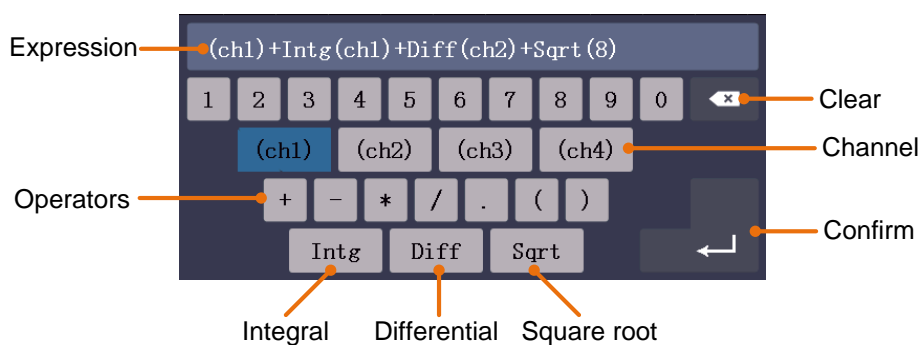 Expression (ch1)+Intg(ch1)+Diff(ch2)+Sqrt(8)
1 2 3 4 5 6 7 8 9 0 Clear
(ch1) (ch2) (ch3) (ch4) Channel
Operators + - * / . ( )
Confirm
Intg Diff Sqrt
Integral Differential Square root